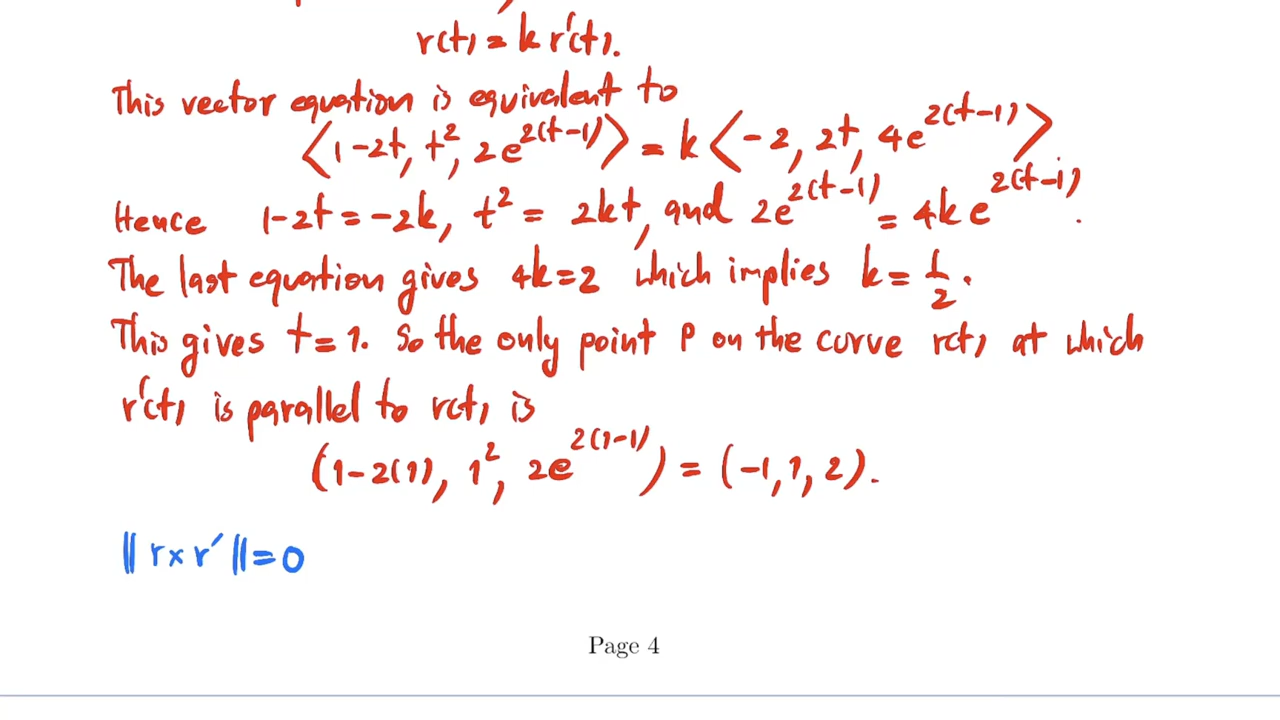 r(t) = k r'(t).
This vector equation is equivalent to
⟨1-2t, t², 2e^{2(t-1)}⟩ = k⟨-2, 2t, 4e^{2(t-1)}⟩
Hence 1-2t = -2k, t² = 2kt, and 2e^{2(t-1)} = 4k e^{2(t-1)}.
The last equation gives 4k=2 which implies k = 1/2.
This gives t=1. So the only point P on the curve r(t) at which
r'(t) is parallel to r(t) is
(1-2(1), 1², 2e^{2(1-1)}) = (-1, 1, 2).
‖r×r'‖=0
Page 4